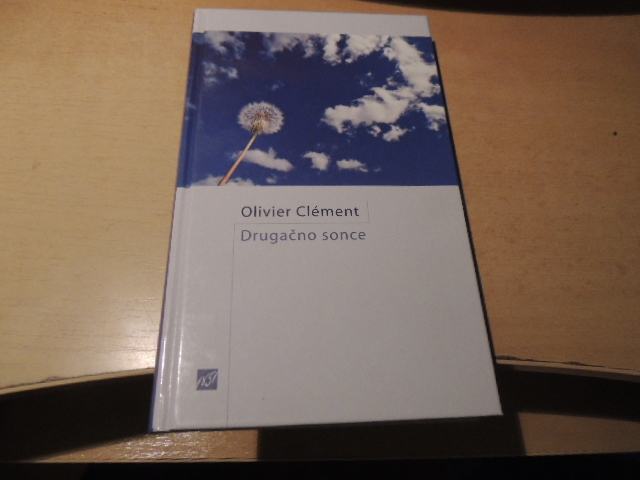 Olivier Clément
Drugačno sonce